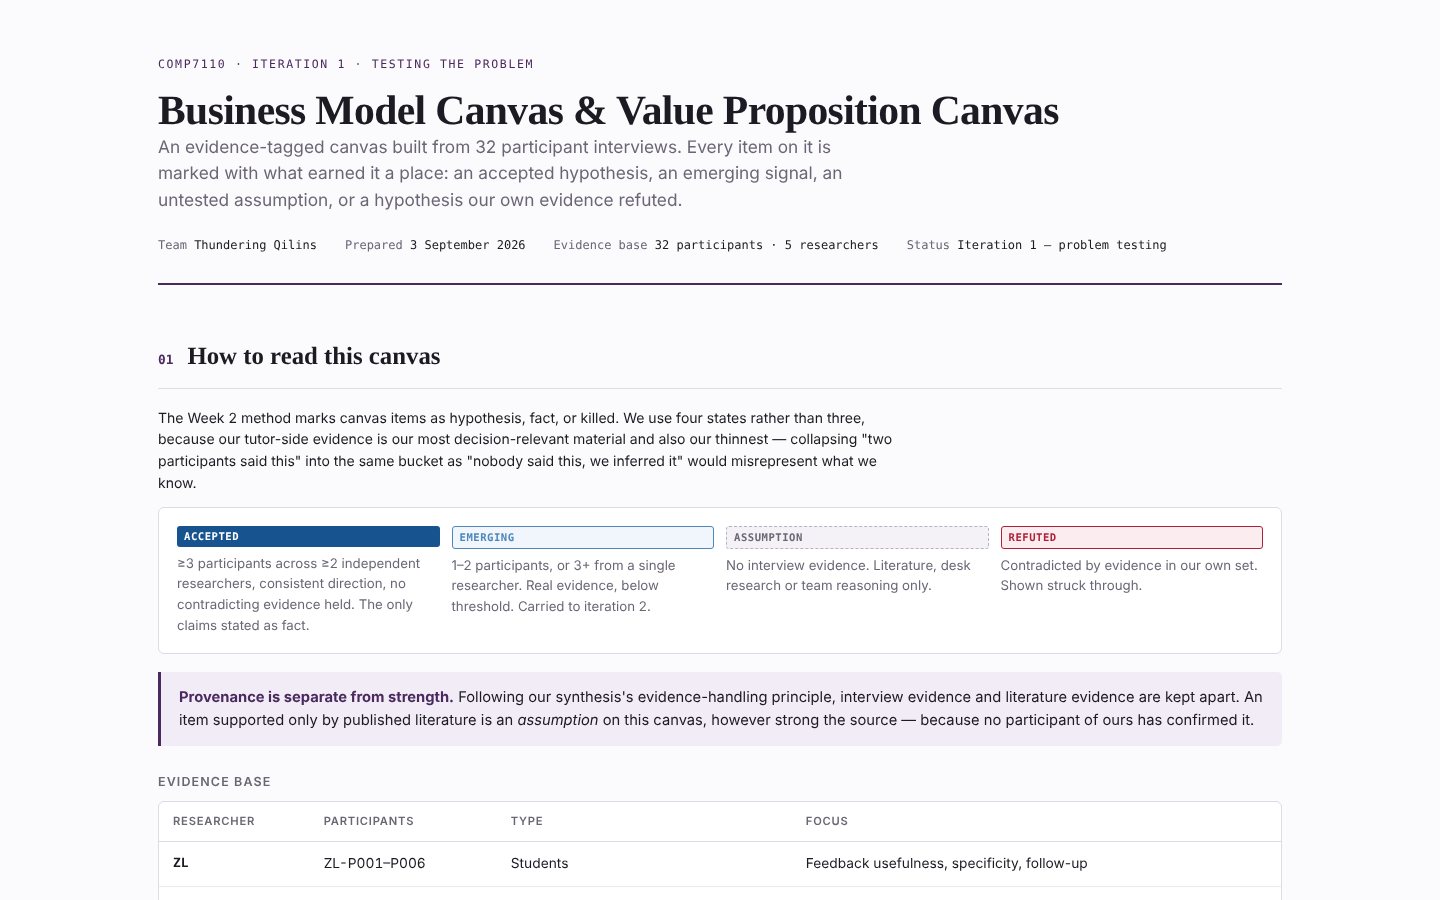 COMP7110 · ITERATION 1 · TESTING THE PROBLEM
Business Model Canvas & Value Proposition Canvas
An evidence-tagged canvas built from 32 participant interviews. Every item on it is
marked with what earned it a place: an accepted hypothesis, an emerging signal, an
untested assumption, or a hypothesis our own evidence refuted.
Team Thundering Qilins Prepared 3 September 2026 Evidence base 32 participants · 5 researchers Status Iteration 1 — problem testing
01 How to read this canvas
The Week 2 method marks canvas items as hypothesis, fact, or killed. We use four states rather than three,
because our tutor-side evidence is our most decision-relevant material and also our thinnest — collapsing "two
participants said this" into the same bucket as "nobody said this, we inferred it" would misrepresent what we
know.
ACCEPTED
≥3 participants across ≥2 independent
researchers, consistent direction, no
contradicting evidence held. The only
claims stated as fact.
EMERGING
1–2 participants, or 3+ from a single
researcher. Real evidence, below
threshold. Carried to iteration 2.
ASSUMPTION
No interview evidence. Literature, desk
research or team reasoning only.
REFUTED
Contradicted by evidence in our own set.
Shown struck through.
Provenance is separate from strength. Following our synthesis's evidence-handling principle, interview evidence and literature evidence are kept apart. An
item supported only by published literature is an assumption on this canvas, however strong the source — because no participant of ours has confirmed it.
EVIDENCE BASE
RESEARCHER PARTICIPANTS TYPE FOCUS
ZL ZL-P001–P006 Students Feedback usefulness, specificity, follow-up